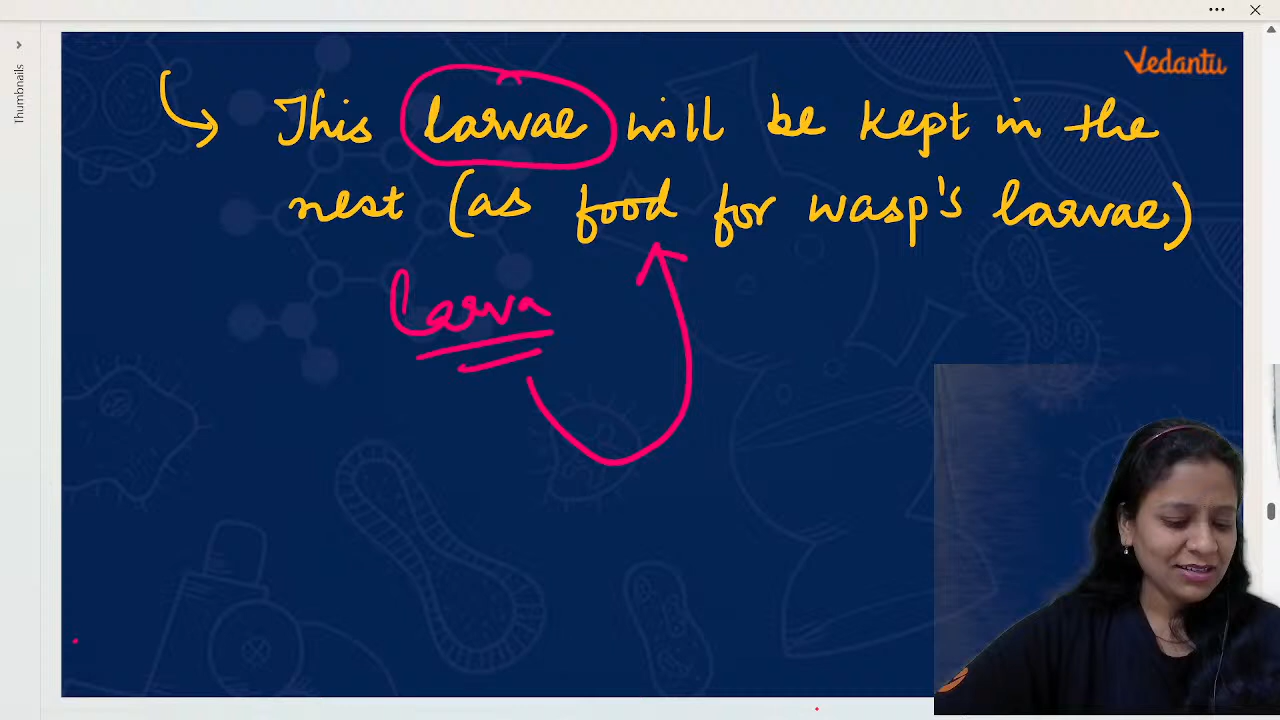 Vedantu
Thumbnails
This larvae will be kept in the
nest (as food for wasp's larvae)
Larva